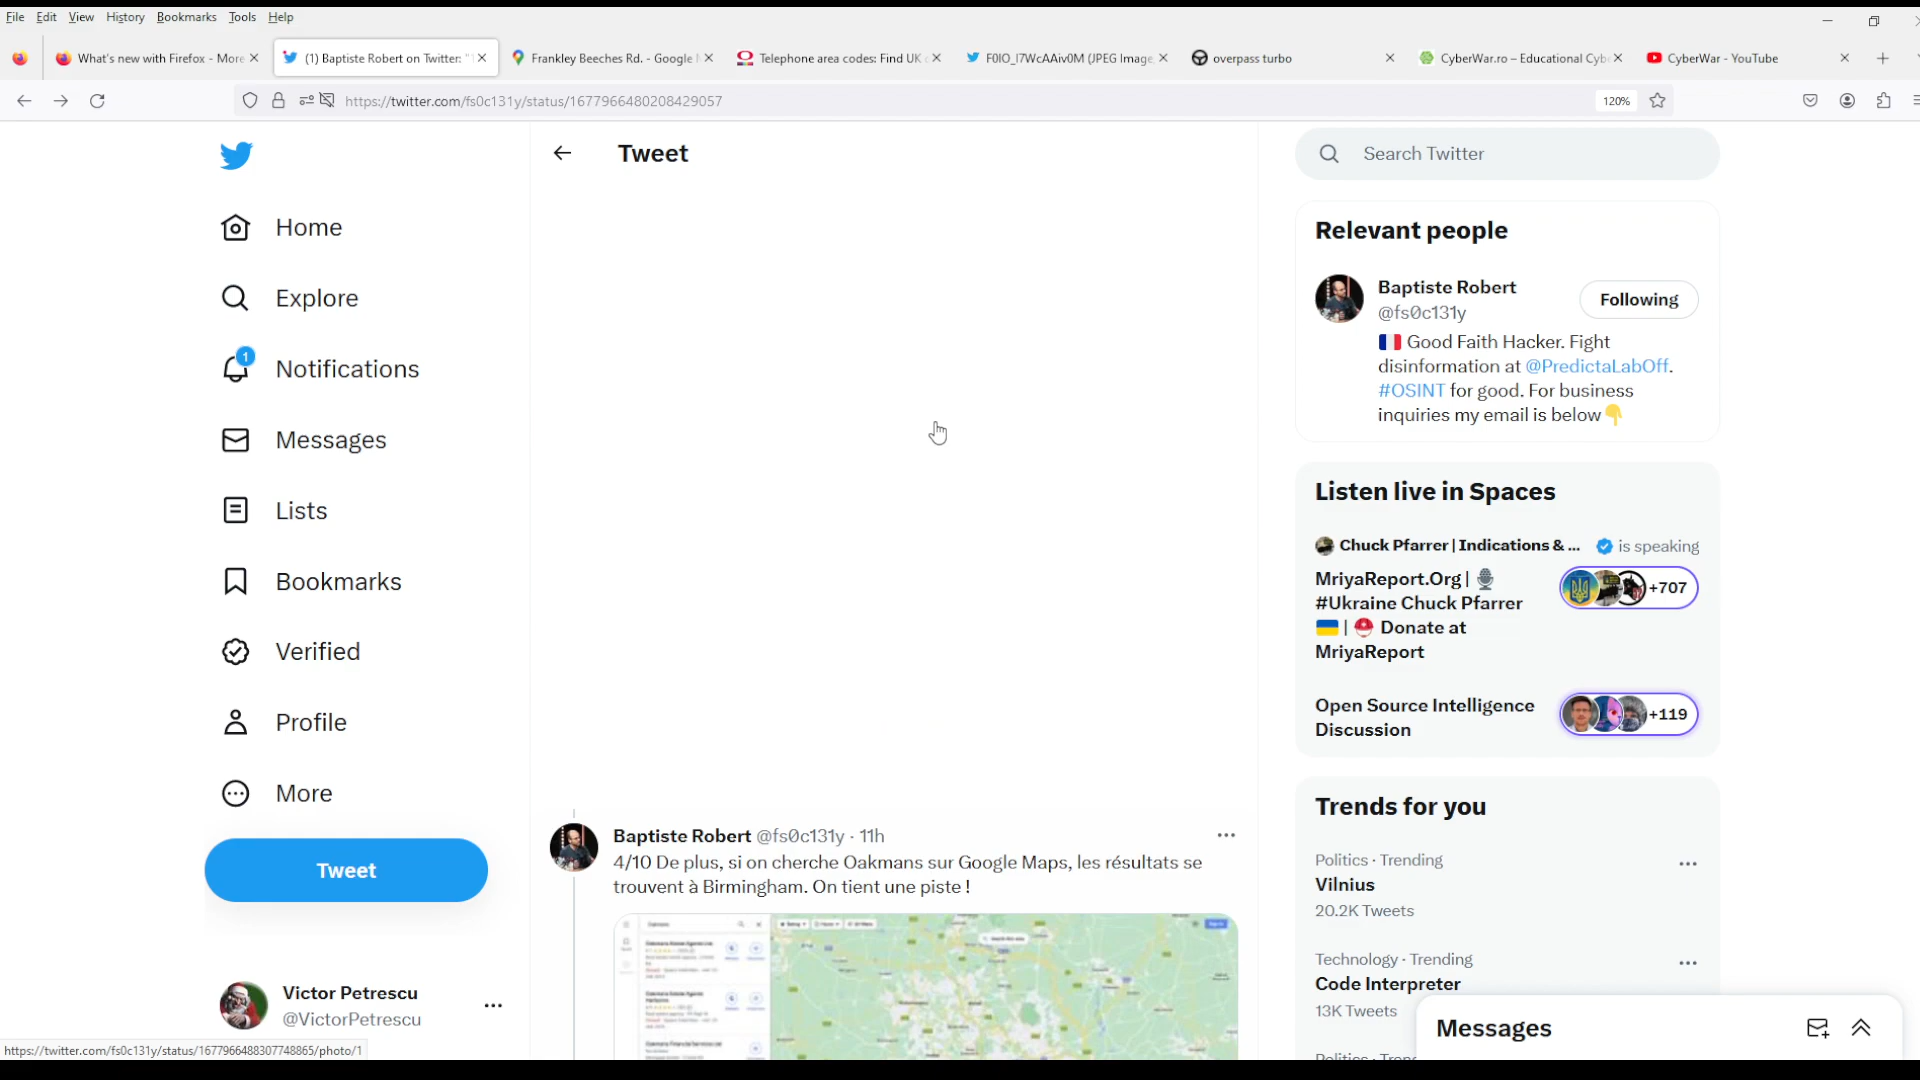 File Edit View History Bookmarks Tools Help
What's new with Firefox - More
(1) Baptiste Robert on Twitter: "
Frankley Beeches Rd. - Google
Telephone area codes: Find UK
F0IO_I7WcAAiv0M (JPEG Image,
overpass turbo
CyberWar.ro – Educational Cyb
CyberWar - YouTube
https://twitter.com/fs0c131y/status/1677966480208429057
120%
Home
Explore
1
Notifications
Messages
Lists
Bookmarks
Verified
Profile
More
Tweet
Victor Petrescu
@VictorPetrescu
https://twitter.com/fs0c131y/status/1677966488307748865/photo/1
Tweet
Baptiste Robert @fs0c131y · 11h
4/10 De plus, si on cherche Oakmans sur Google Maps, les résultats se
trouvent à Birmingham. On tient une piste !
Search Twitter
Relevant people
Baptiste Robert
@fs0c131y
Following
Good Faith Hacker. Fight
disinformation at @PredictaLabOff.
#OSINT for good. For business
inquiries my email is below
Listen live in Spaces
Chuck Pfarrer | Indications & ...
is speaking
MriyaReport.Org |
#Ukraine Chuck Pfarrer
| Donate at
MriyaReport
+707
Open Source Intelligence
Discussion
+119
Trends for you
Politics · Trending
Vilnius
20.2K Tweets
Technology · Trending
Code Interpreter
13K Tweets
Messages